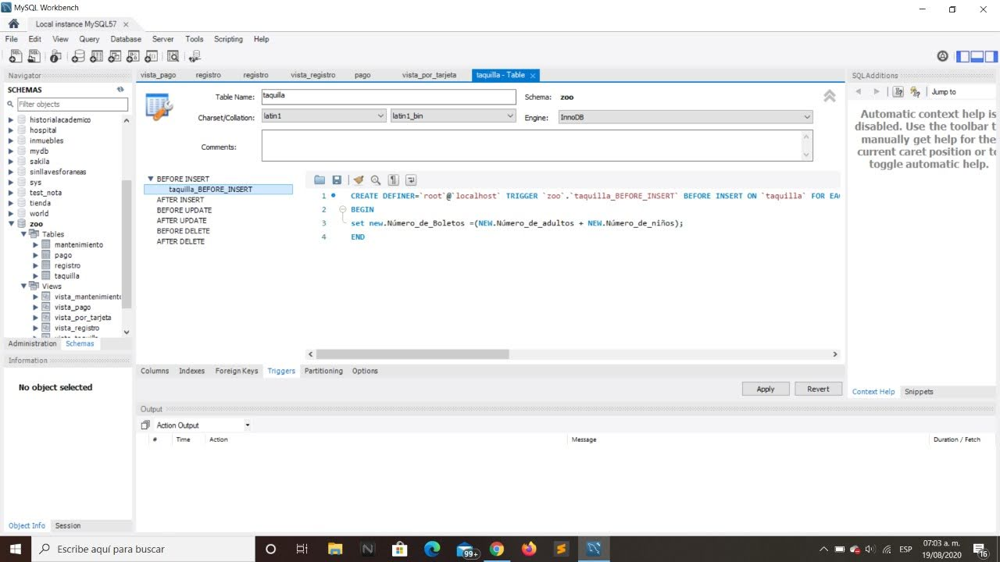 MySQL Workbench
Local instance MySQL57
File Edit View Query Database Server Tools Scripting Help
Navigator
SCHEMAS
Filter objects
historialacademico
hospital
inmuebles
mydb
sakila
sinllavesforaneas
sys
test_nota
tienda
world
zoo
Tables
mantenimiento
pago
registro
taquilla
Views
vista_mantenimiento
vista_pago
vista_por_tarjeta
vista_registro
Administration Schemas
Information
No object selected
Object Info Session
vista_pago registro registro vista_registro pago vista_por_tarjeta taquilla - Table
Table Name: taquilla Schema: zoo
Charset/Collation: latin1 latin1_bin Engine: InnoDB
Comments:
BEFORE INSERT
taquilla_BEFORE_INSERT
AFTER INSERT
BEFORE UPDATE
AFTER UPDATE
BEFORE DELETE
AFTER DELETE
1 CREATE DEFINER=`root`@`localhost` TRIGGER `zoo`.`taquilla_BEFORE_INSERT` BEFORE INSERT ON `taquilla` FOR EAC
2 BEGIN
3 set new.Número_de_Boletos =(NEW.Número_de_adultos + NEW.Número_de_niños);
4 END
Columns Indexes Foreign Keys Triggers Partitioning Options
Apply Revert
Output
Action Output
# Time Action Message Duration / Fetch
SQLAdditions
Jump to
Automatic context help is
disabled. Use the toolbar t
manually get help for the
current caret position or to
toggle automatic help.
Context Help Snippets
Escribe aquí para buscar
99+
ESP
07:03 a. m.
19/08/2020
16